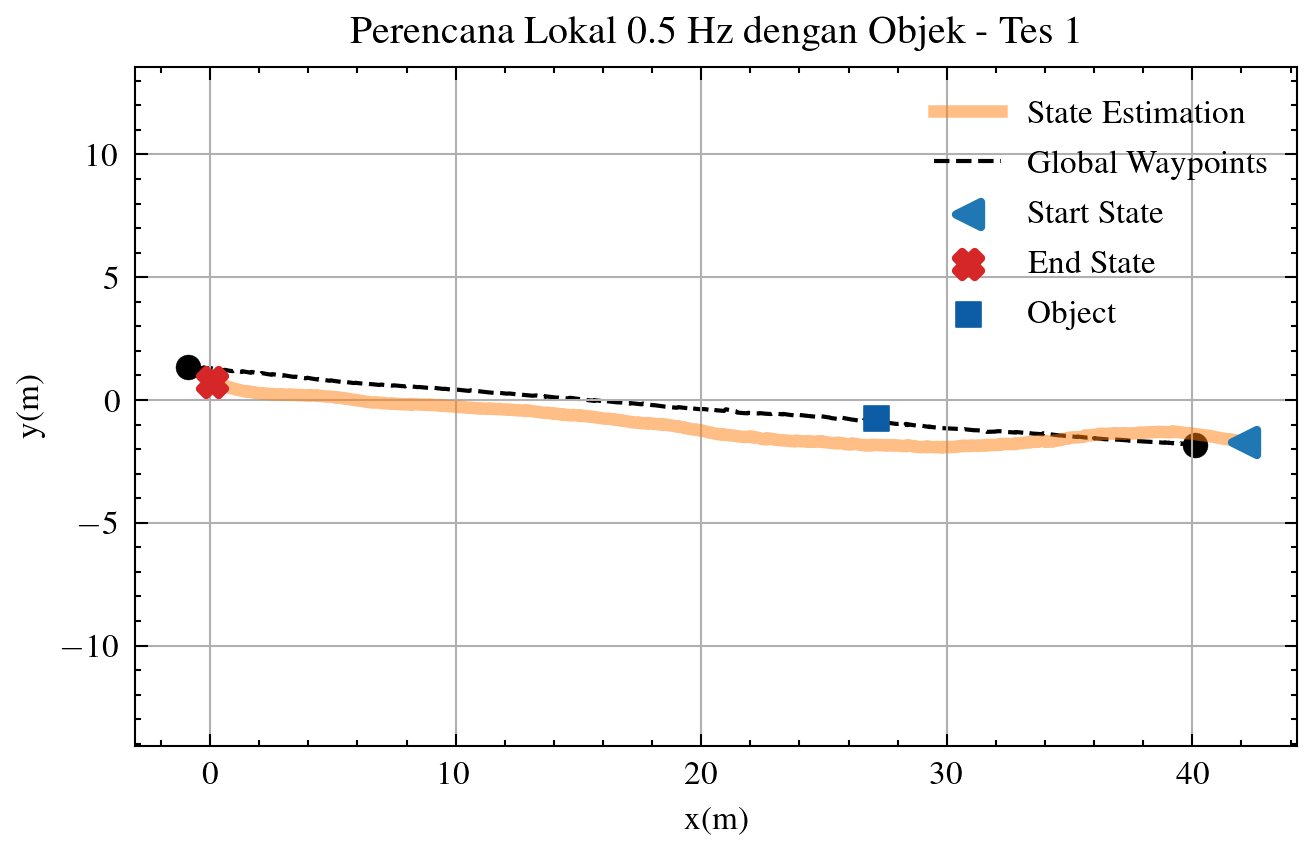 Perencana Lokal 0.5 Hz dengan Objek - Tes 1
State Estimation
Global Waypoints
Start State
End State
Object
10
5
0
−5
−10
y(m)
0
10
20
30
40
x(m)